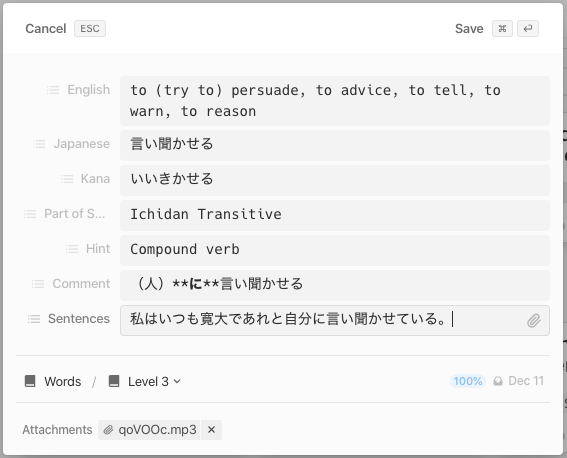 Cancel ESC Save ⌘ ↵
English to (try to) persuade, to advice, to tell, to
warn, to reason
Japanese 言い聞かせる
Kana いいきかせる
Part of S... Ichidan Transitive
Hint Compound verb
Comment （人）**に**言い聞かせる
Sentences 私はいつも寛大であれと自分に言い聞かせている。
Words / Level 3 100% Dec 11
Attachments qoVOOc.mp3 ×